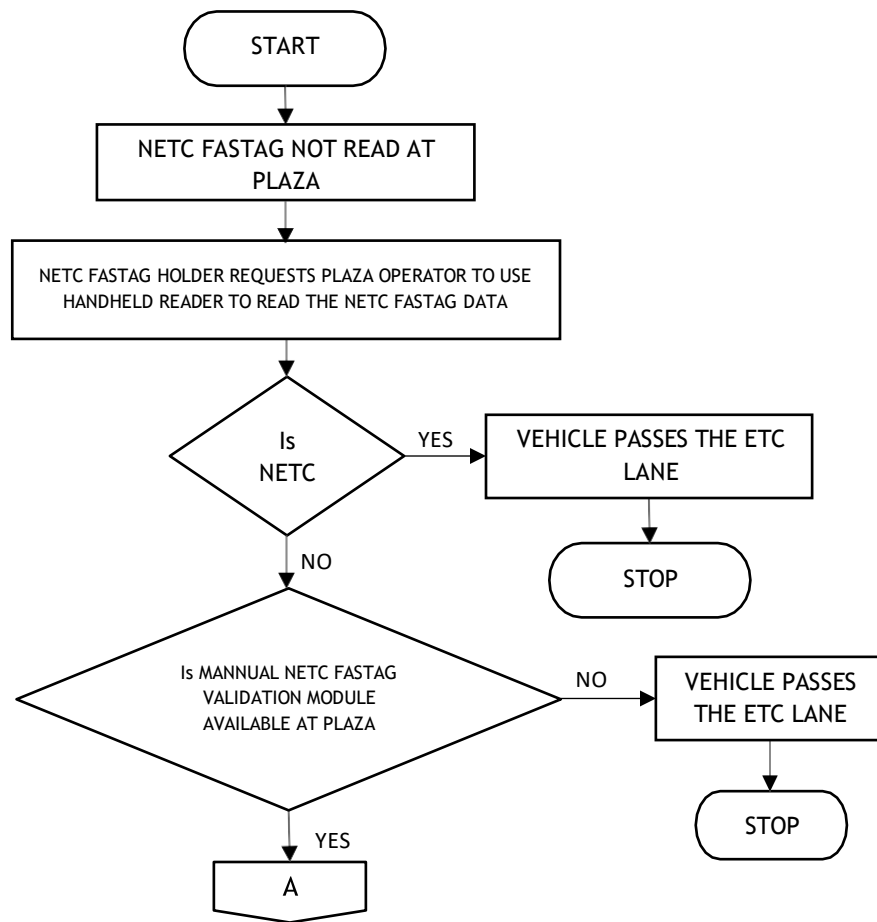 START
NETC FASTAG NOT READ AT
PLAZA
NETC FASTAG HOLDER REQUESTS PLAZA OPERATOR TO USE
HANDHELD READER TO READ THE NETC FASTAG DATA
Is
NETC
YES
VEHICLE PASSES THE ETC
LANE
STOP
NO
Is MANNUAL NETC FASTAG
VALIDATION MODULE
AVAILABLE AT PLAZA
NO
VEHICLE PASSES
THE ETC LANE
STOP
YES
A